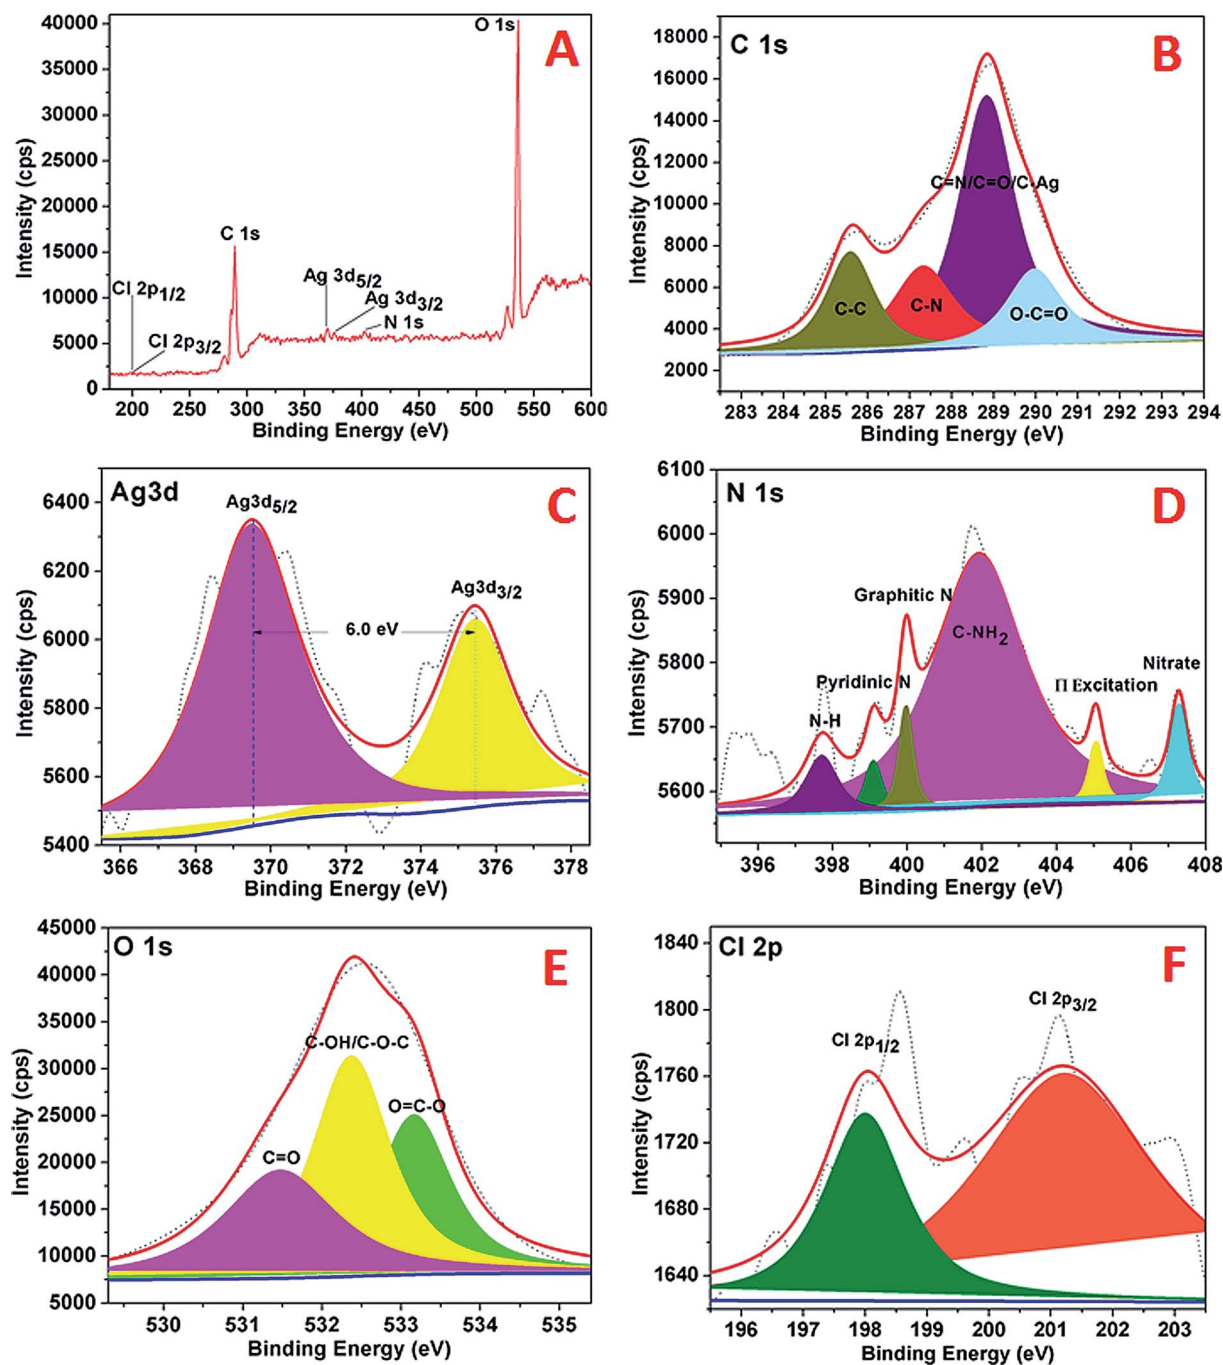 A
O 1s
C 1s
Cl 2p1/2
Cl 2p3/2
Ag 3d5/2
Ag 3d3/2
N 1s
Intensity (cps)
40000
35000
30000
25000
20000
15000
10000
5000
0
200 250 300 350 400 450 500 550 600
Binding Energy (eV)
B
C 1s
C=N/C=O/C-Ag
C-C
C-N
O-C=O
Intensity (cps)
18000
16000
14000
12000
10000
8000
6000
4000
2000
283 284 285 286 287 288 289 290 291 292 293 294
Binding Energy (eV)
C
Ag3d
Ag3d5/2
Ag3d3/2
6.0 eV
Intensity (cps)
6400
6200
6000
5800
5600
5400
366 368 370 372 374 376 378
Binding Energy (eV)
D
N 1s
Graphitic N
C-NH2
Pyridinic N
N-H
Π Excitation
Nitrate
Intensity (cps)
6100
6000
5900
5800
5700
5600
396 398 400 402 404 406 408
Binding Energy (eV)
E
O 1s
C-OH/C-O-C
O=C-O
C=O
Intensity (cps)
45000
40000
35000
30000
25000
20000
15000
10000
5000
530 531 532 533 534 535
Binding Energy (eV)
F
Cl 2p
Cl 2p1/2
Cl 2p3/2
Intensity (cps)
1840
1800
1760
1720
1680
1640
196 197 198 199 200 201 202 203
Binding Energy (eV)